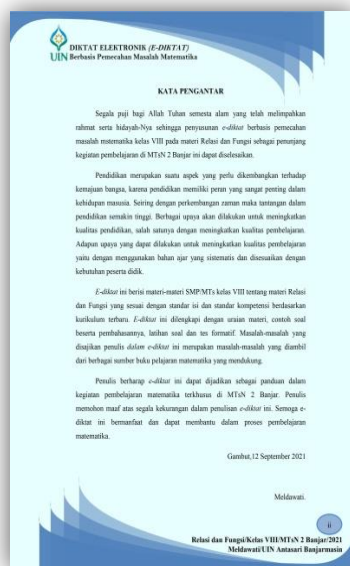 DIKTAT ELEKTRONIK (E-DIKTAT)
UIN Berbasis Pemecahan Masalah Matematika
KATA PENGANTAR
Segala puji bagi Allah Tuhan semesta alam yang telah melimpahkan
rahmat serta hidayah-Nya sehingga penyusunan e-diktat berbasis pemecahan
masalah matematika kelas VIII pada materi Relasi dan Fungsi sebagai penunjang
kegiatan pembelajaran di MTsN 2 Banjar ini dapat diselesaikan.
Pendidikan merupakan suatu aspek yang perlu dikembangkan terhadap
kemajuan bangsa, karena pendidikan memiliki peran yang sangat penting dalam
kehidupan manusia. Seiring dengan perkembangan zaman maka tantangan dalam
pendidikan semakin tinggi. Berbagai upaya akan dilakukan untuk meningkatkan
kualitas pendidikan, salah satunya dengan meningkatkan kualitas pembelajaran.
Adapun upaya yang dapat dilakukan untuk meningkatkan kualitas pembelajaran
yaitu dengan menggunakan bahan ajar yang sistematis dan disesuaikan dengan
kebutuhan peserta didik.
E-diktat ini berisi materi-materi SMP/MTs kelas VIII tentang materi Relasi
dan Fungsi yang sesuai dengan standar isi dan standar kompetensi berdasarkan
kurikulum terbaru. E-diktat ini dilengkapi dengan uraian materi, contoh soal
beserta pembahasannya, latihan soal dan tes formatif. Masalah-masalah yang
disajikan penulis dalam e-diktat ini merupakan masalah-masalah yang diambil
dari berbagai sumber buku pelajaran matematika yang mendukung.
Penulis berharap e-diktat ini dapat dijadikan sebagai panduan dalam
kegiatan pembelajaran matematika terkhusus di MTsN 2 Banjar. Penulis
memohon maaf atas segala kekurangan dalam penulisan e-diktat ini. Semoga e-
diktat ini bermanfaat dan dapat membantu dalam proses pembelajaran
matematika.
Gambut,12 September 2021
Meldawati.
ii
Relasi dan Fungsi/Kelas VIII/MTsN 2 Banjar/2021
Meldawati/UIN Antasari Banjarmasin